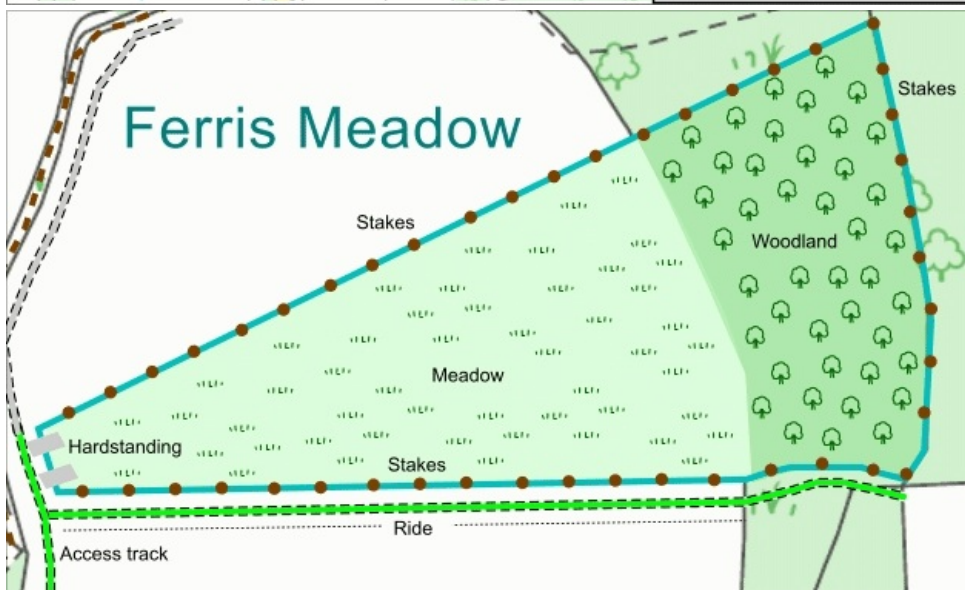 Ferris Meadow
Stakes
Stakes
Woodland
Meadow
Hardstanding
Stakes
Ride
Access track